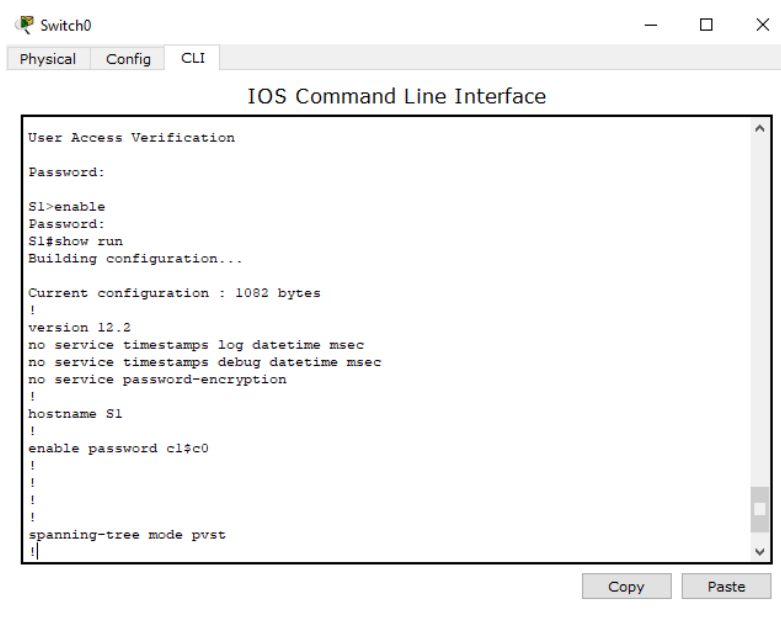 Switch0
Physical Config CLI
IOS Command Line Interface
User Access Verification
Password:
S1>enable
Password:
S1#show run
Building configuration...
Current configuration : 1082 bytes
!
version 12.2
no service timestamps log datetime msec
no service timestamps debug datetime msec
no service password-encryption
!
hostname S1
!
enable password c1$c0
!
!
!
!
spanning-tree mode pvst
!
Copy Paste